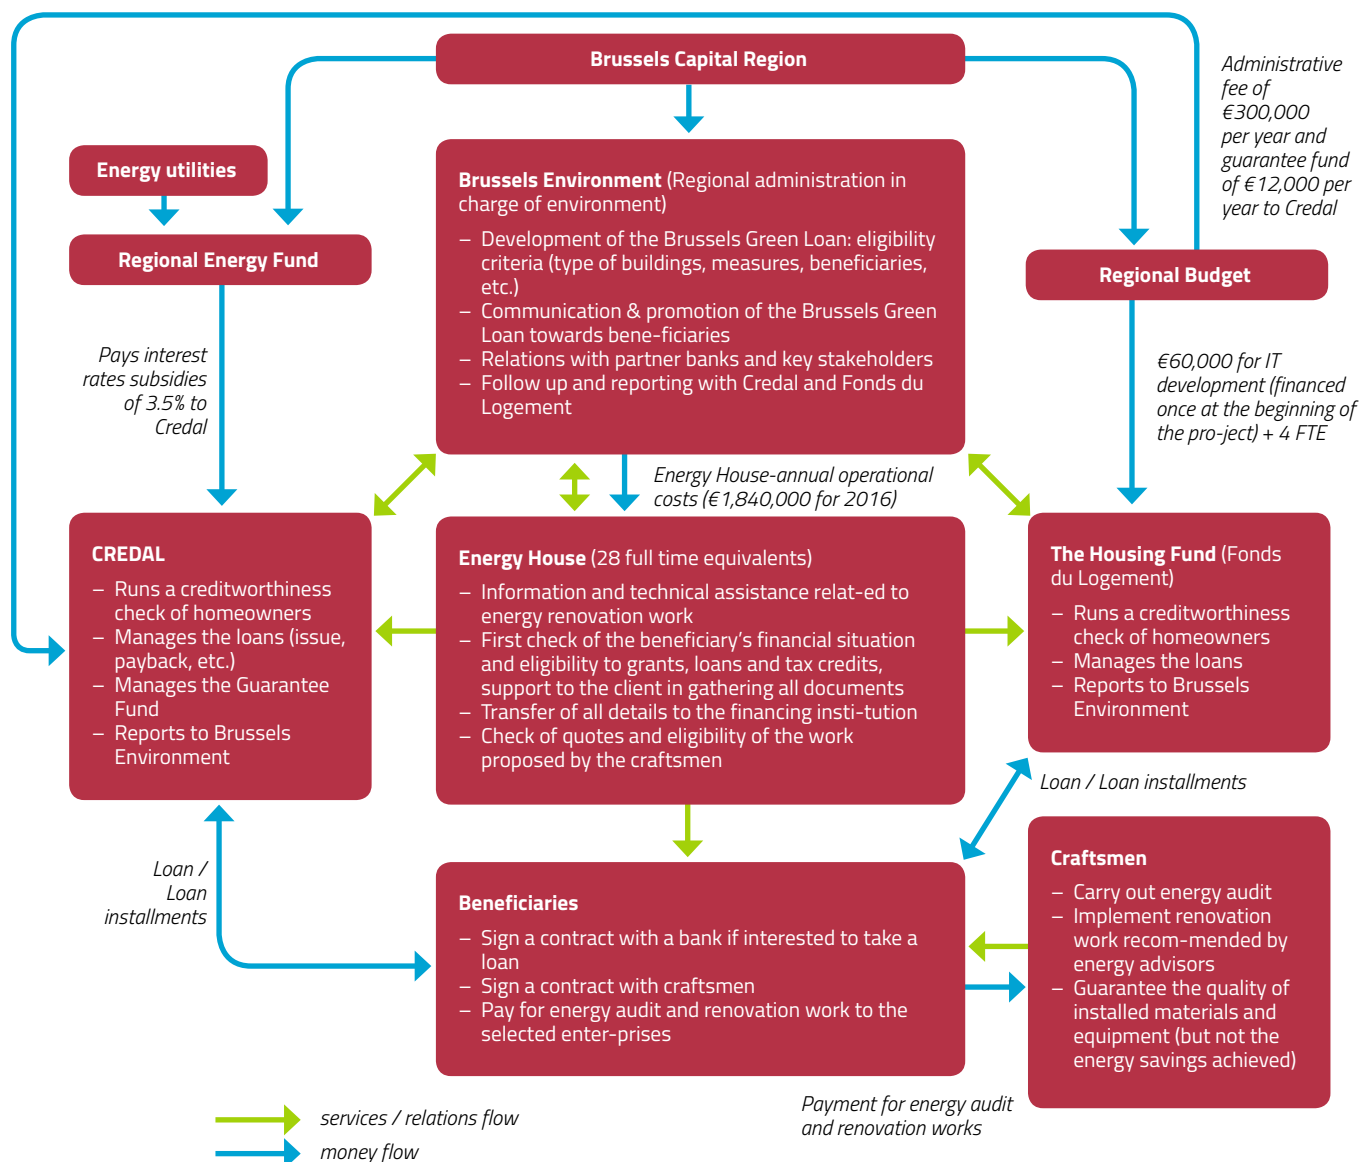 Brussels Capital Region
Administrative
fee of
€300,000
per year and
guarantee fund
of €12,000 per
year to Credal
Energy utilities
Regional Energy Fund
Brussels Environment (Regional administration in
charge of environment)
– Development of the Brussels Green Loan: eligibility
criteria (type of buildings, measures, beneficiaries,
etc.)
– Communication & promotion of the Brussels Green
Loan towards bene-ficiaries
– Relations with partner banks and key stakeholders
– Follow up and reporting with Credal and Fonds du
Logement
Regional Budget
Pays interest
rates subsidies
of 3.5% to
Credal
€60,000 for IT
development (financed
once at the beginning of
the pro-ject) + 4 FTE
Energy House-annual operational
costs (€1,840,000 for 2016)
CREDAL
– Runs a creditworthiness
check of homeowners
– Manages the loans (issue,
payback, etc.)
– Manages the Guarantee
Fund
– Reports to Brussels
Environment
Energy House (28 full time equivalents)
– Information and technical assistance relat-ed to
energy renovation work
– First check of the beneficiary’s financial situation
and eligibility to grants, loans and tax credits,
support to the client in gathering all documents
– Transfer of all details to the financing insti-tution
– Check of quotes and eligibility of the work
proposed by the craftsmen
The Housing Fund (Fonds
du Logement)
– Runs a creditworthiness
check of homeowners
– Manages the loans
– Reports to Brussels
Environment
Loan / Loan installments
Loan /
Loan
installments
Beneficiaries
– Sign a contract with a bank if interested to take a
loan
– Sign a contract with craftsmen
– Pay for energy audit and renovation work to the
selected enter-prises
Craftsmen
– Carry out energy audit
– Implement renovation
work recom-mended by
energy advisors
– Guarantee the quality of
installed materials and
equipment (but not the
energy savings achieved)
Payment for energy audit
and renovation works
services / relations flow
money flow